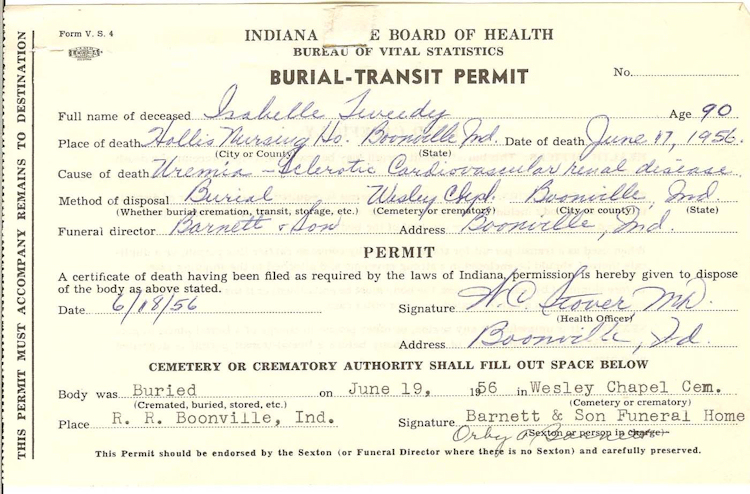 THIS PERMIT MUST ACCOMPANY REMAINS TO DESTINATION
Form V. S. 4
INDIANA E BOARD OF HEALTH
BUREAU OF VITAL STATISTICS
BURIAL-TRANSIT PERMIT
No.
Full name of deceased Isabelle Tweedy Age 90
Place of death Hollis Nursing Ho. Boonville, Ind. Date of death June 17, 1956.
(City or County) (State)
Cause of death Uremia - Sclerotic Cardiovascular renal disease
Method of disposal Burial Wesley Chpl. Boonville, Ind.
(Whether burial cremation, transit, storage, etc.) (Cemetery or crematory) (City or county) (State)
Funeral director Barnett & Son Address Boonville, Ind.
PERMIT
A certificate of death having been filed as required by the laws of Indiana, permission is hereby given to dispose
of the body as above stated.
Date 6/18/56 Signature W. C. Stover MD.
(Health Officer)
Address Boonville, Ind.
CEMETERY OR CREMATORY AUTHORITY SHALL FILL OUT SPACE BELOW
Body was Buried on June 19, 1956 in Wesley Chapel Cem.
(Cremated, buried, stored, etc.) (Cemetery or crematory)
Place R. R. Boonville, Ind. Signature Barnett & Son Funeral Home
(Sexton or person in charge)
Orby
This Permit should be endorsed by the Sexton (or Funeral Director where there is no Sexton) and carefully preserved.